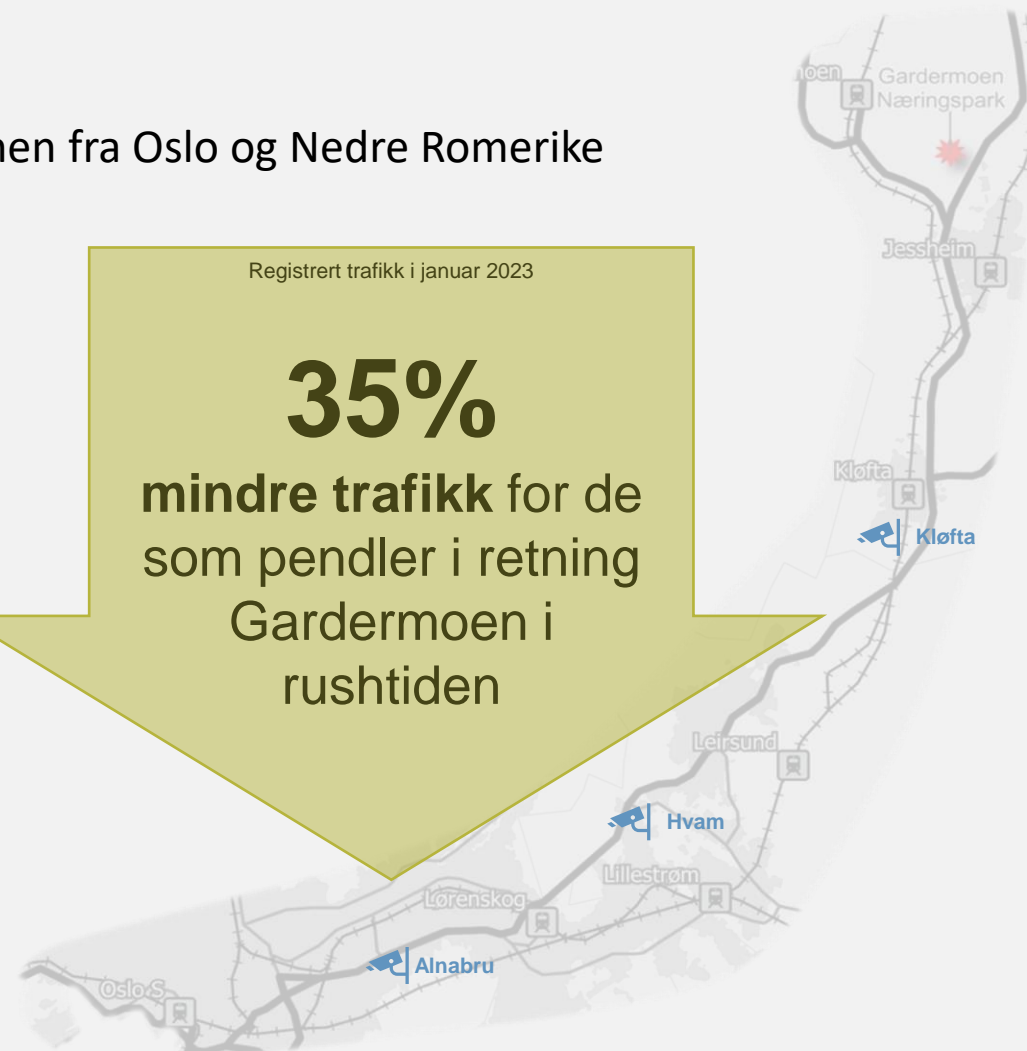 Gardermoen
Næringspark
nen fra Oslo og Nedre Romerike
Jessheim
Registrert trafikk i januar 2023
35%
mindre trafikk for de
som pendler i retning
Gardermoen i
rushtiden
Kløfta
Kløfta
Leirsund
Hvam
Lillestrøm
Lørenskog
Alnabru
Oslo S